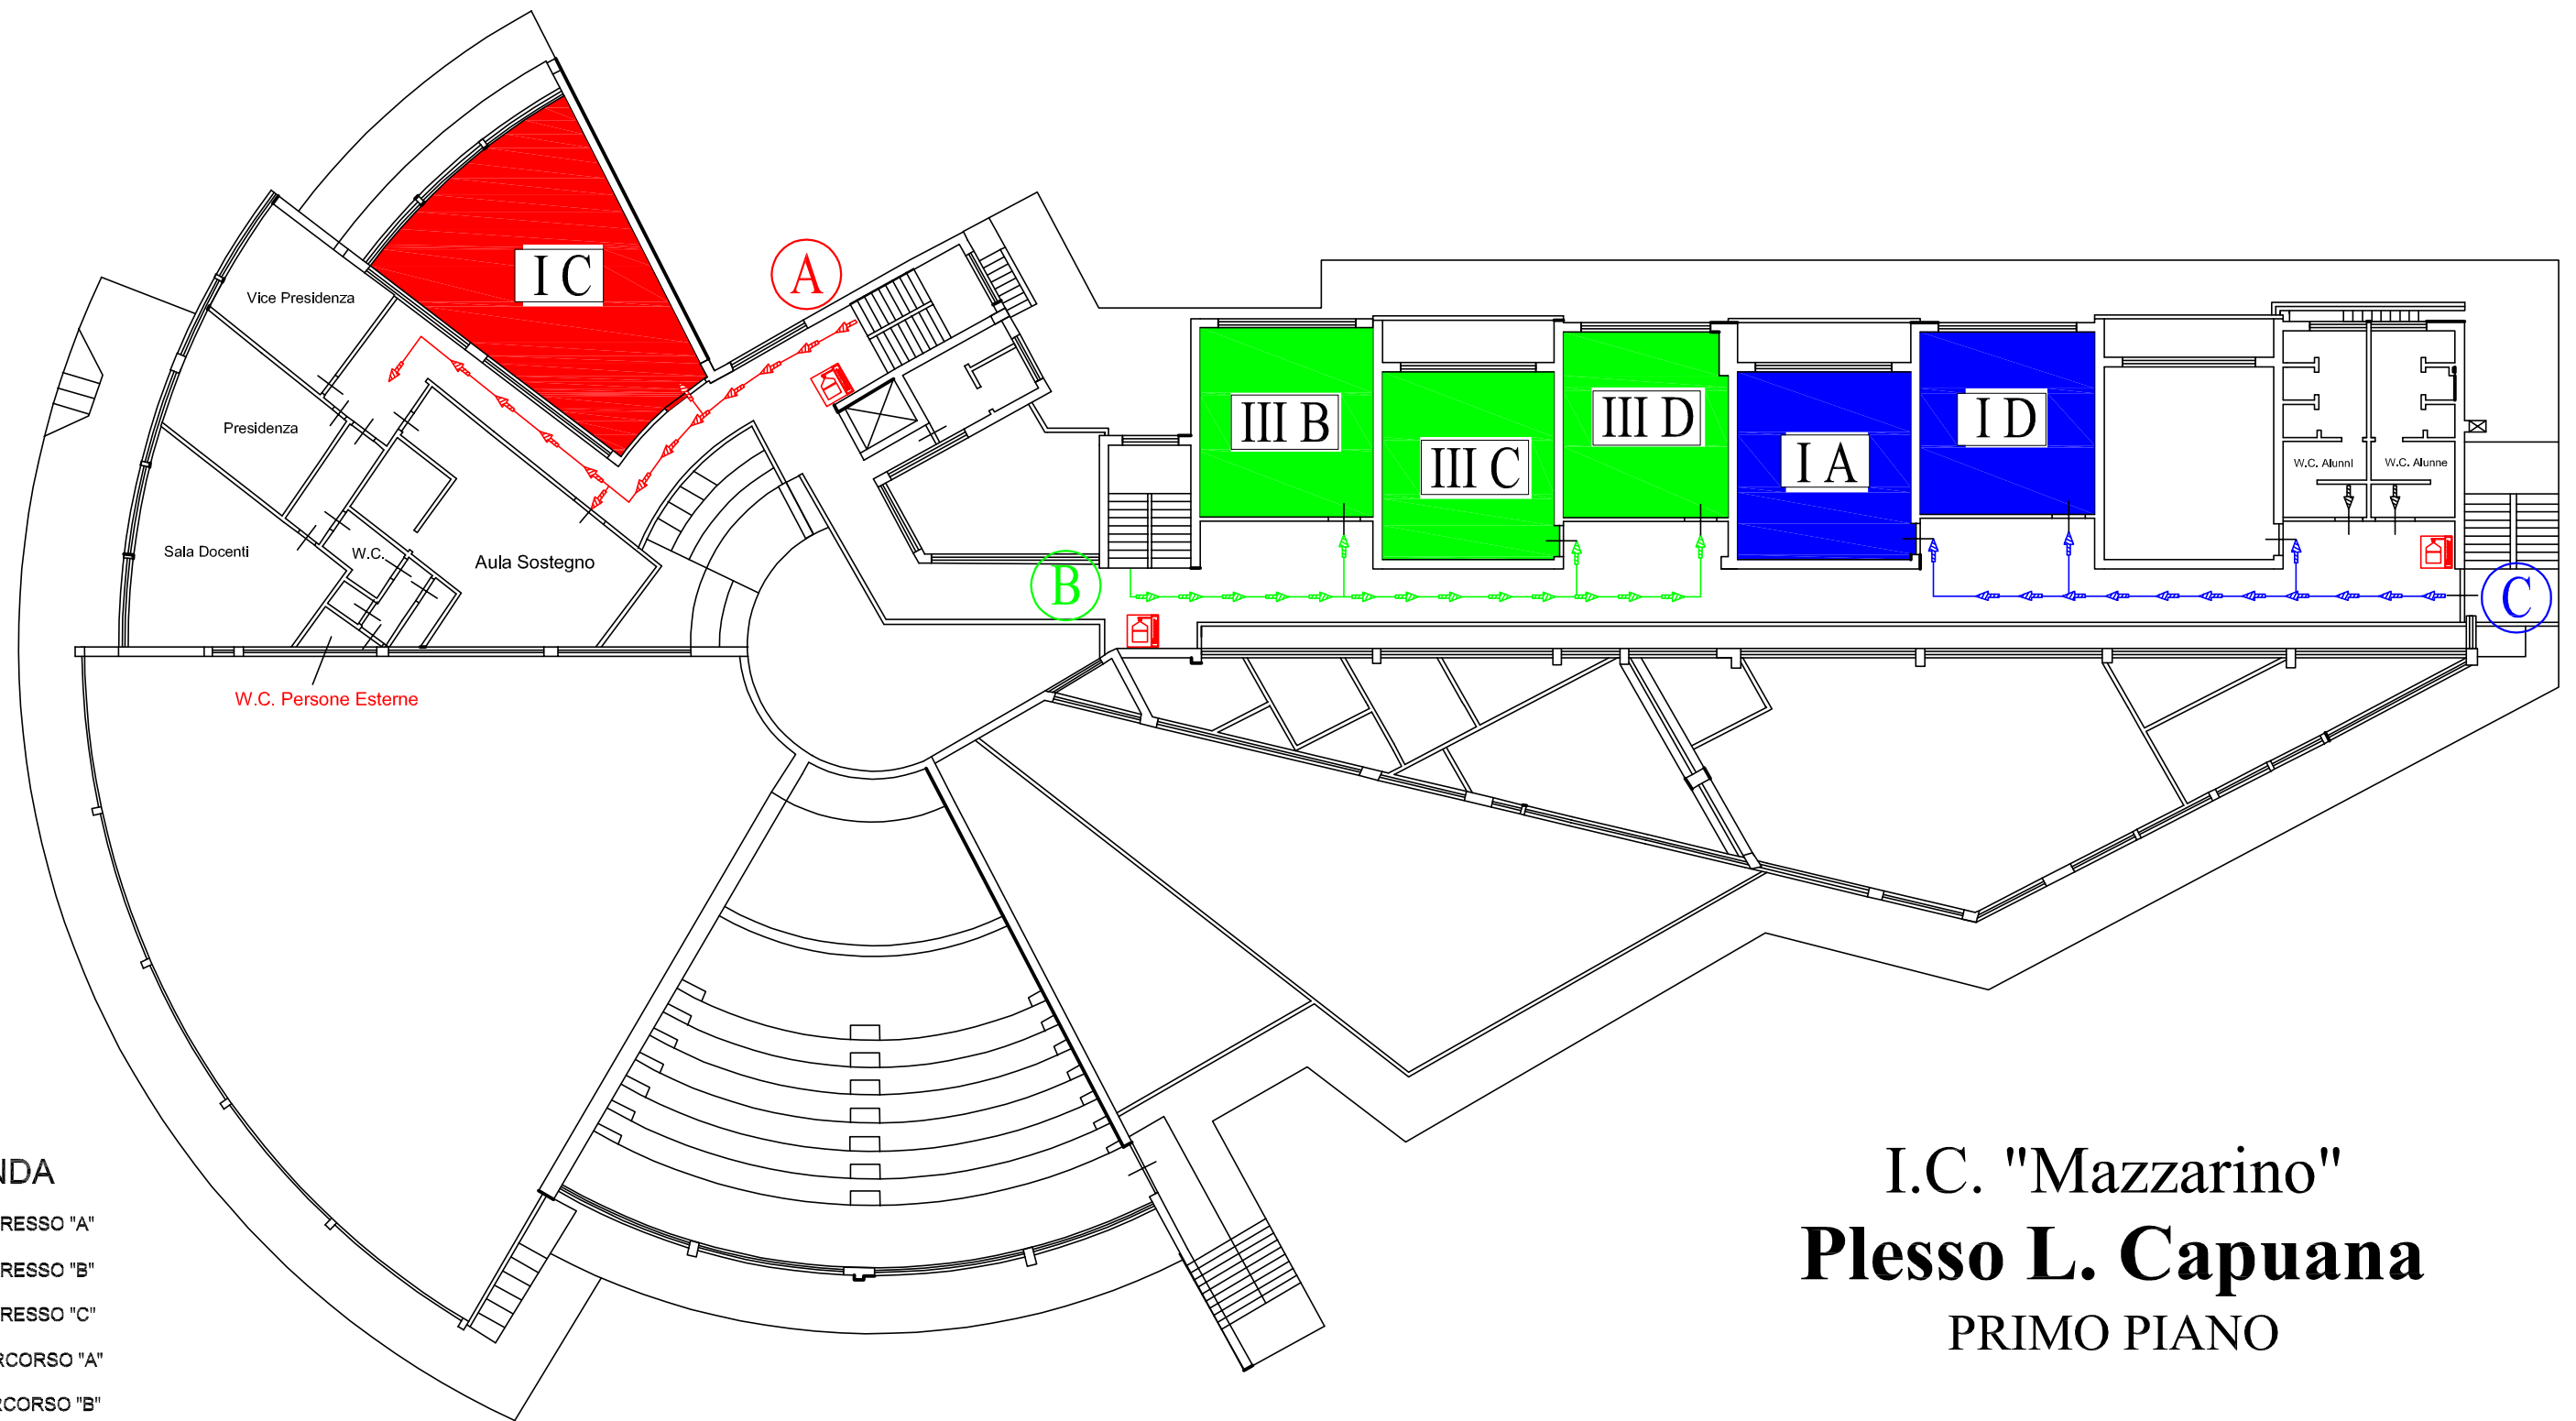 I C
A
Vice Presidenza
Presidenza
Sala Docenti
W.C.
Aula Sostegno
W.C. Persone Esterne
B
III B
III C
III D
I A
I D
W.C. Alunni
W.C. Alunne
C
NDA
RESSO "A"
RESSO "B"
RESSO "C"
RCORSO "A"
RCORSO "B"
I.C. "Mazzarino"
Plesso L. Capuana
PRIMO PIANO